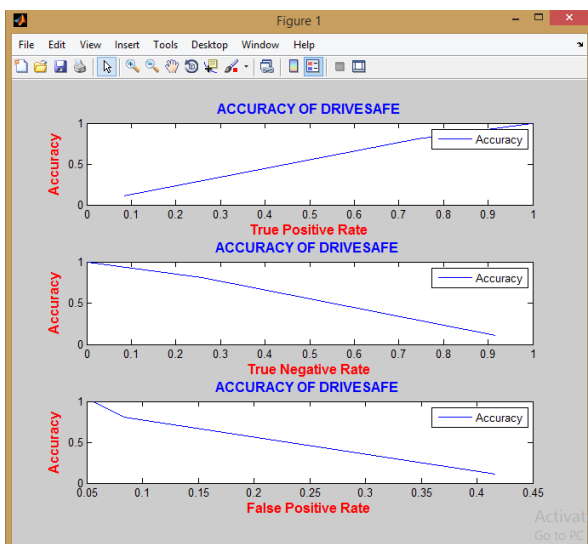 Figure 1
File Edit View Insert Tools Desktop Window Help
ACCURACY OF DRIVESAFE
Accuracy
1
0.5
0
Accuracy
0 0.1 0.2 0.3 0.4 0.5 0.6 0.7 0.8 0.9 1
True Positive Rate
ACCURACY OF DRIVESAFE
Accuracy
1
0.5
0
Accuracy
0 0.1 0.2 0.3 0.4 0.5 0.6 0.7 0.8 0.9 1
True Negative Rate
ACCURACY OF DRIVESAFE
Accuracy
1
0.5
0
Accuracy
0.05 0.1 0.15 0.2 0.25 0.3 0.35 0.4 0.45
False Positive Rate
Activat
Go to PC